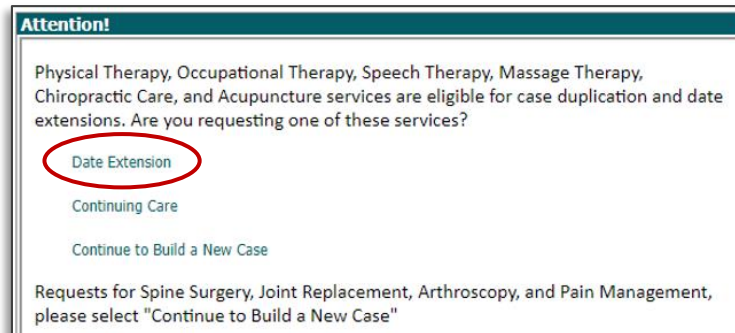 Attention!
Physical Therapy, Occupational Therapy, Speech Therapy, Massage Therapy,
Chiropractic Care, and Acupuncture services are eligible for case duplication and date
extensions. Are you requesting one of these services?
Date Extension
Continuing Care
Continue to Build a New Case
Requests for Spine Surgery, Joint Replacement, Arthroscopy, and Pain Management,
please select "Continue to Build a New Case"